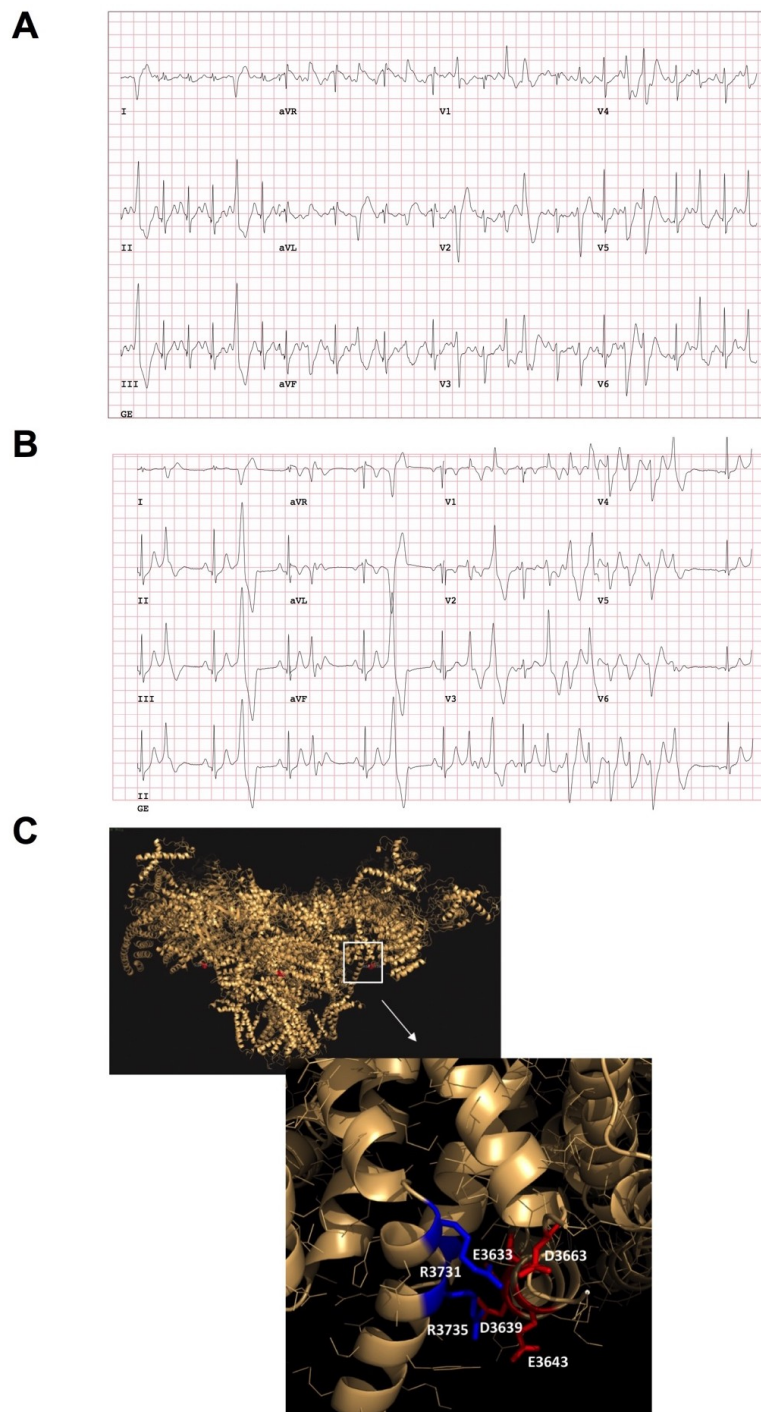 A
I aVR V1 V4
II aVL V2 V5
III aVF V3 V6
GE
B
I aVR V1 V4
II aVL V2 V5
III aVF V3 V6
II
GE
C
E3633 D3663
R3731
R3735 D3639
E3643